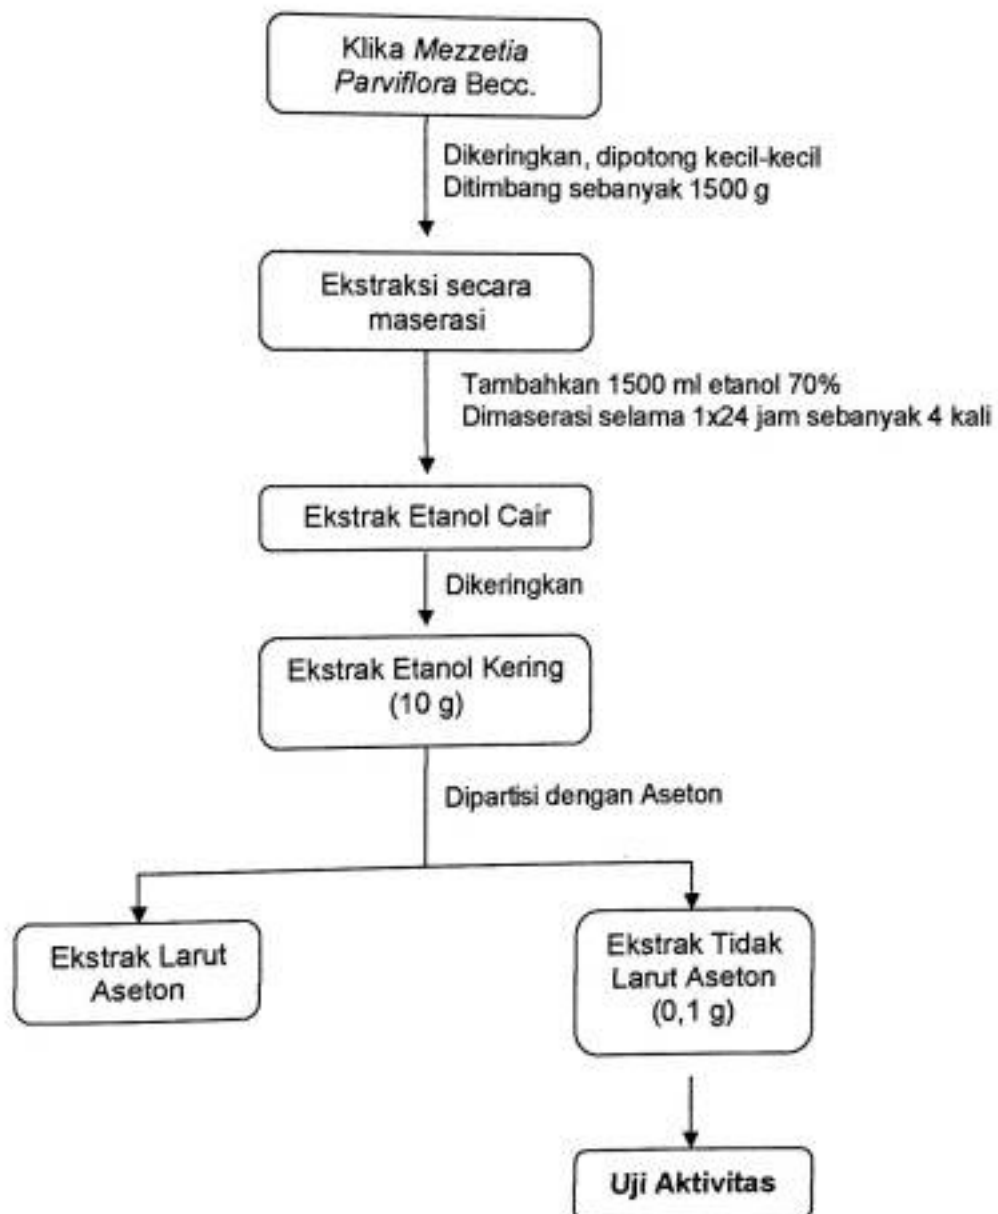 Klika Mezzetia
Parviflora Becc.
Dikeringkan, dipotong kecil-kecil
Ditimbang sebanyak 1500 g
Ekstraksi secara
maserasi
Tambahkan 1500 ml etanol 70%
Dimaserasi selama 1x24 jam sebanyak 4 kali
Ekstrak Etanol Cair
Dikeringkan
Ekstrak Etanol Kering
(10 g)
Dipartisi dengan Aseton
Ekstrak Larut
Aseton
Ekstrak Tidak
Larut Aseton
(0,1 g)
Uji Aktivitas